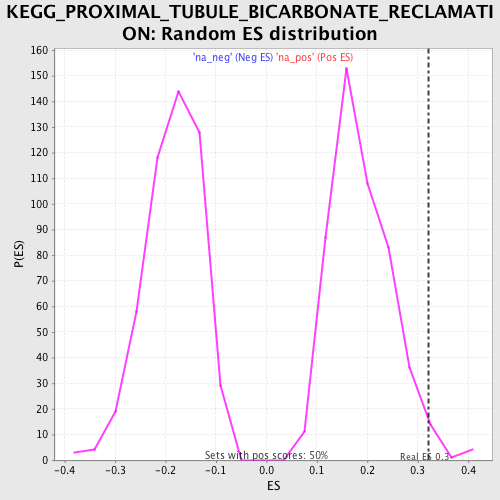 KEGG_PROXIMAL_TUBULE_BICARBONATE_RECLAMATI
ON: Random ES distribution
'na_neg' (Neg ES) 'na_pos' (Pos ES)
160
150
140
130
120
110
100
90
80
70
60
50
40
30
20
10
0
P(ES)
Sets with pos scores: 50%
Real ES 0.3
-0.4 -0.3 -0.2 -0.1 0.0 0.1 0.2 0.3 0.4
ES